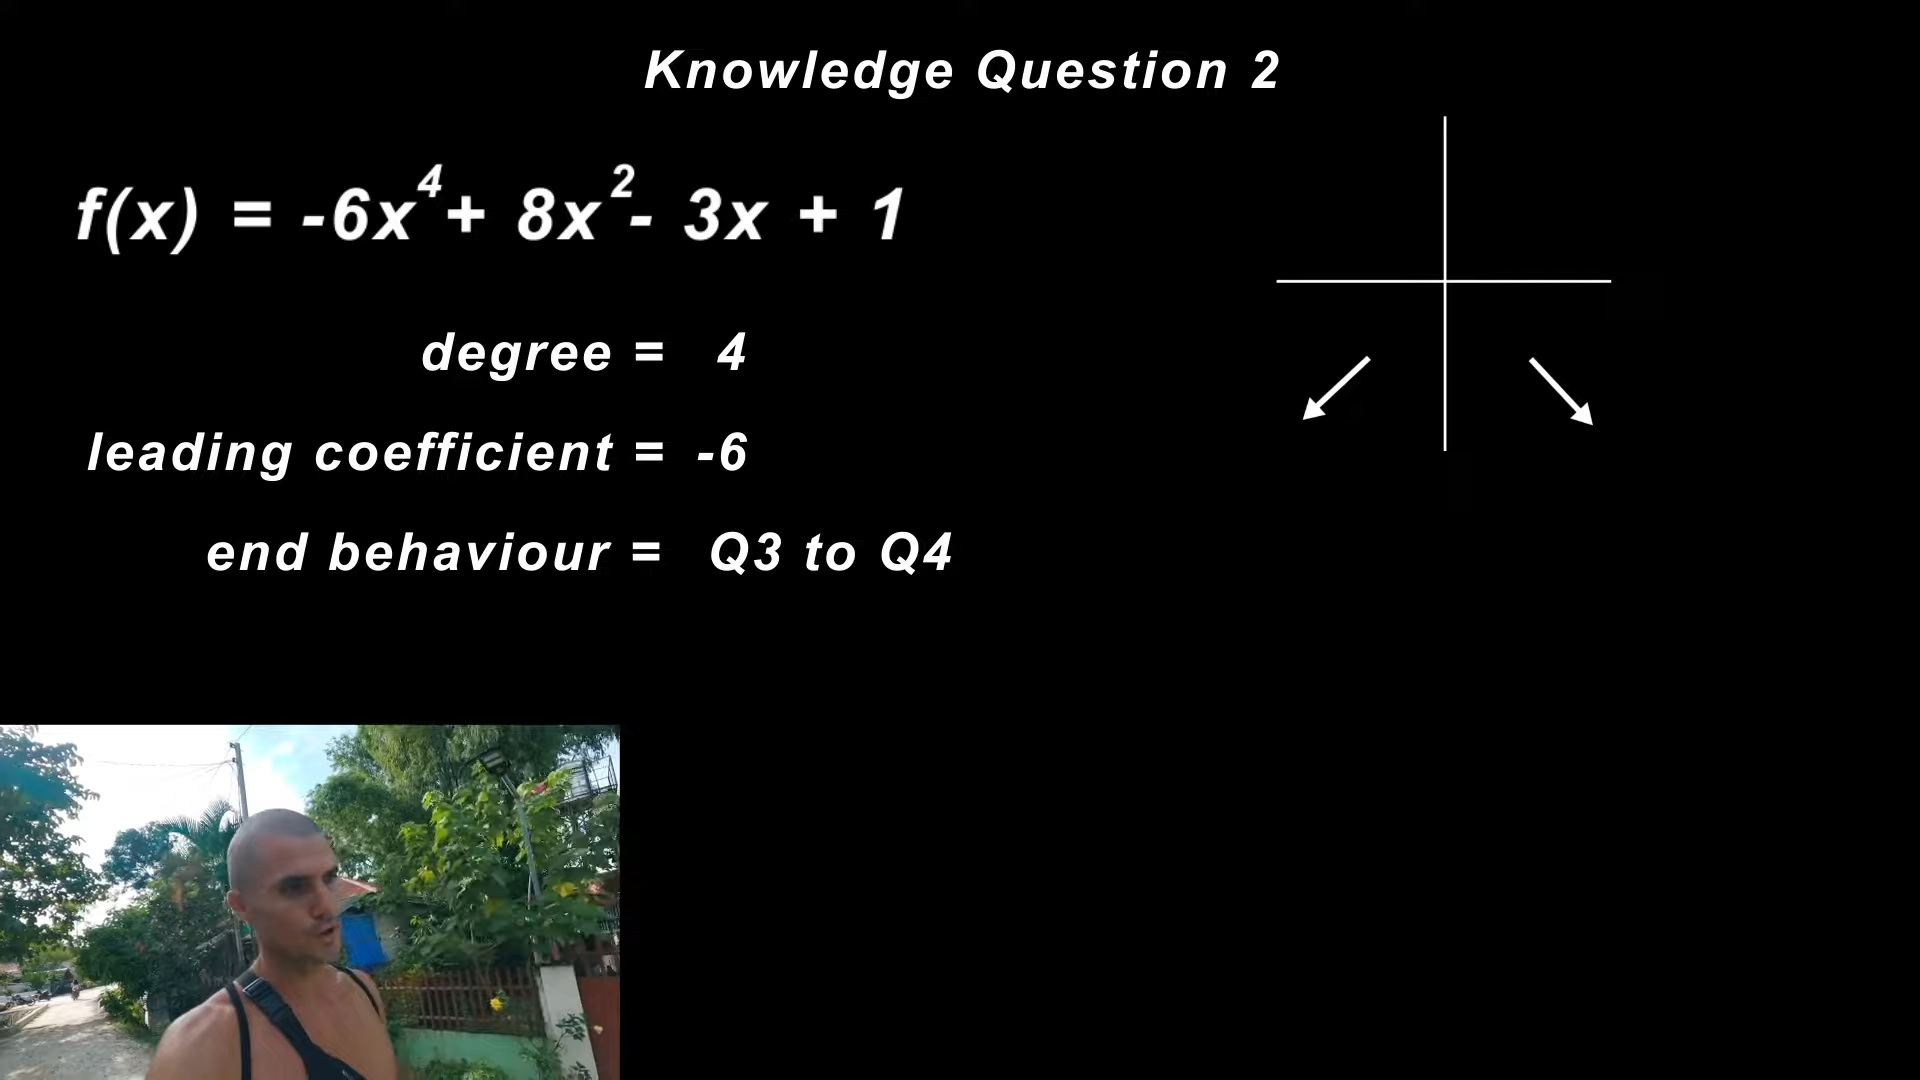 Knowledge Question 2
f(x) = -6x⁴+ 8x²- 3x + 1
degree = 4
leading coefficient = -6
end behaviour = Q3 to Q4